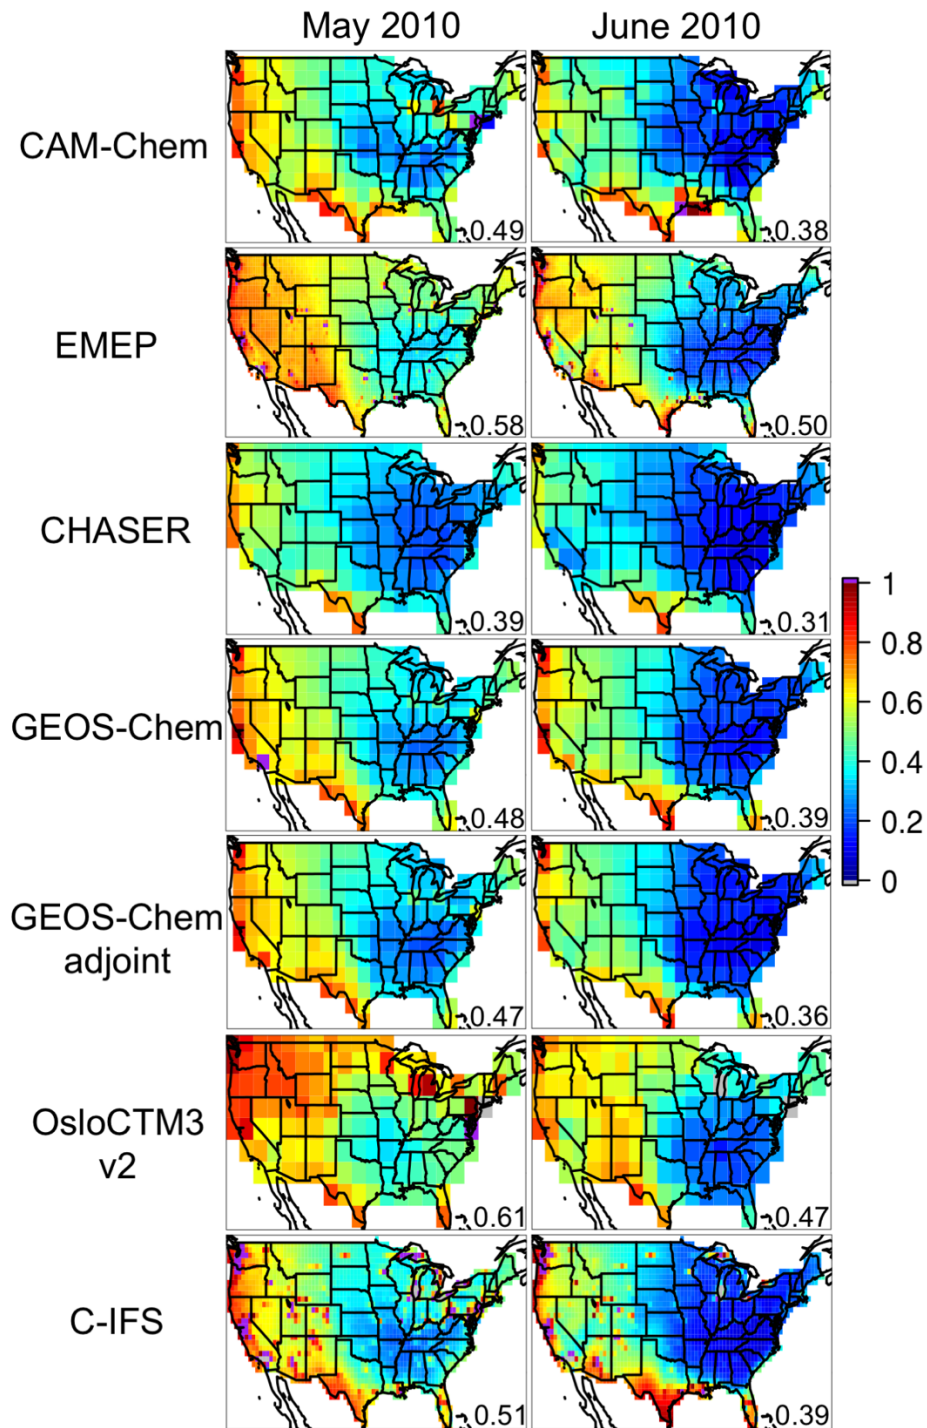 May 2010 June 2010
CAM-Chem
0.49 0.38
EMEP
0.58 0.50
CHASER
0.39 0.31
1
0.8
0.6
0.4
0.2
0
GEOS-Chem
0.48 0.39
GEOS-Chem
adjoint
0.47 0.36
OsloCTM3
v2
0.61 0.47
C-IFS
0.51 0.39